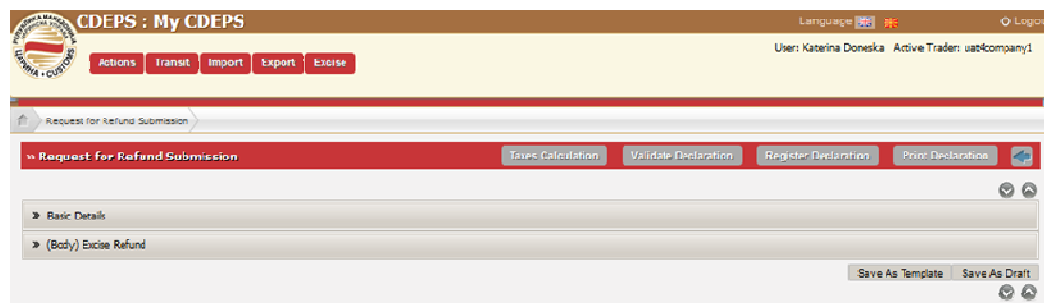 CDEPS : My CDEPS
Language
Logou
User: Katerina Doneska Active Trader: uat4company1
Actions Transit Import Export Excise
Request for Refund Submission
» Request for Refund Submission
Taxes Calculation Validate Declaration Register Declaration Print Declaration
» Basic Details
» (Body) Excise Refund
Save As Template Save As Draft